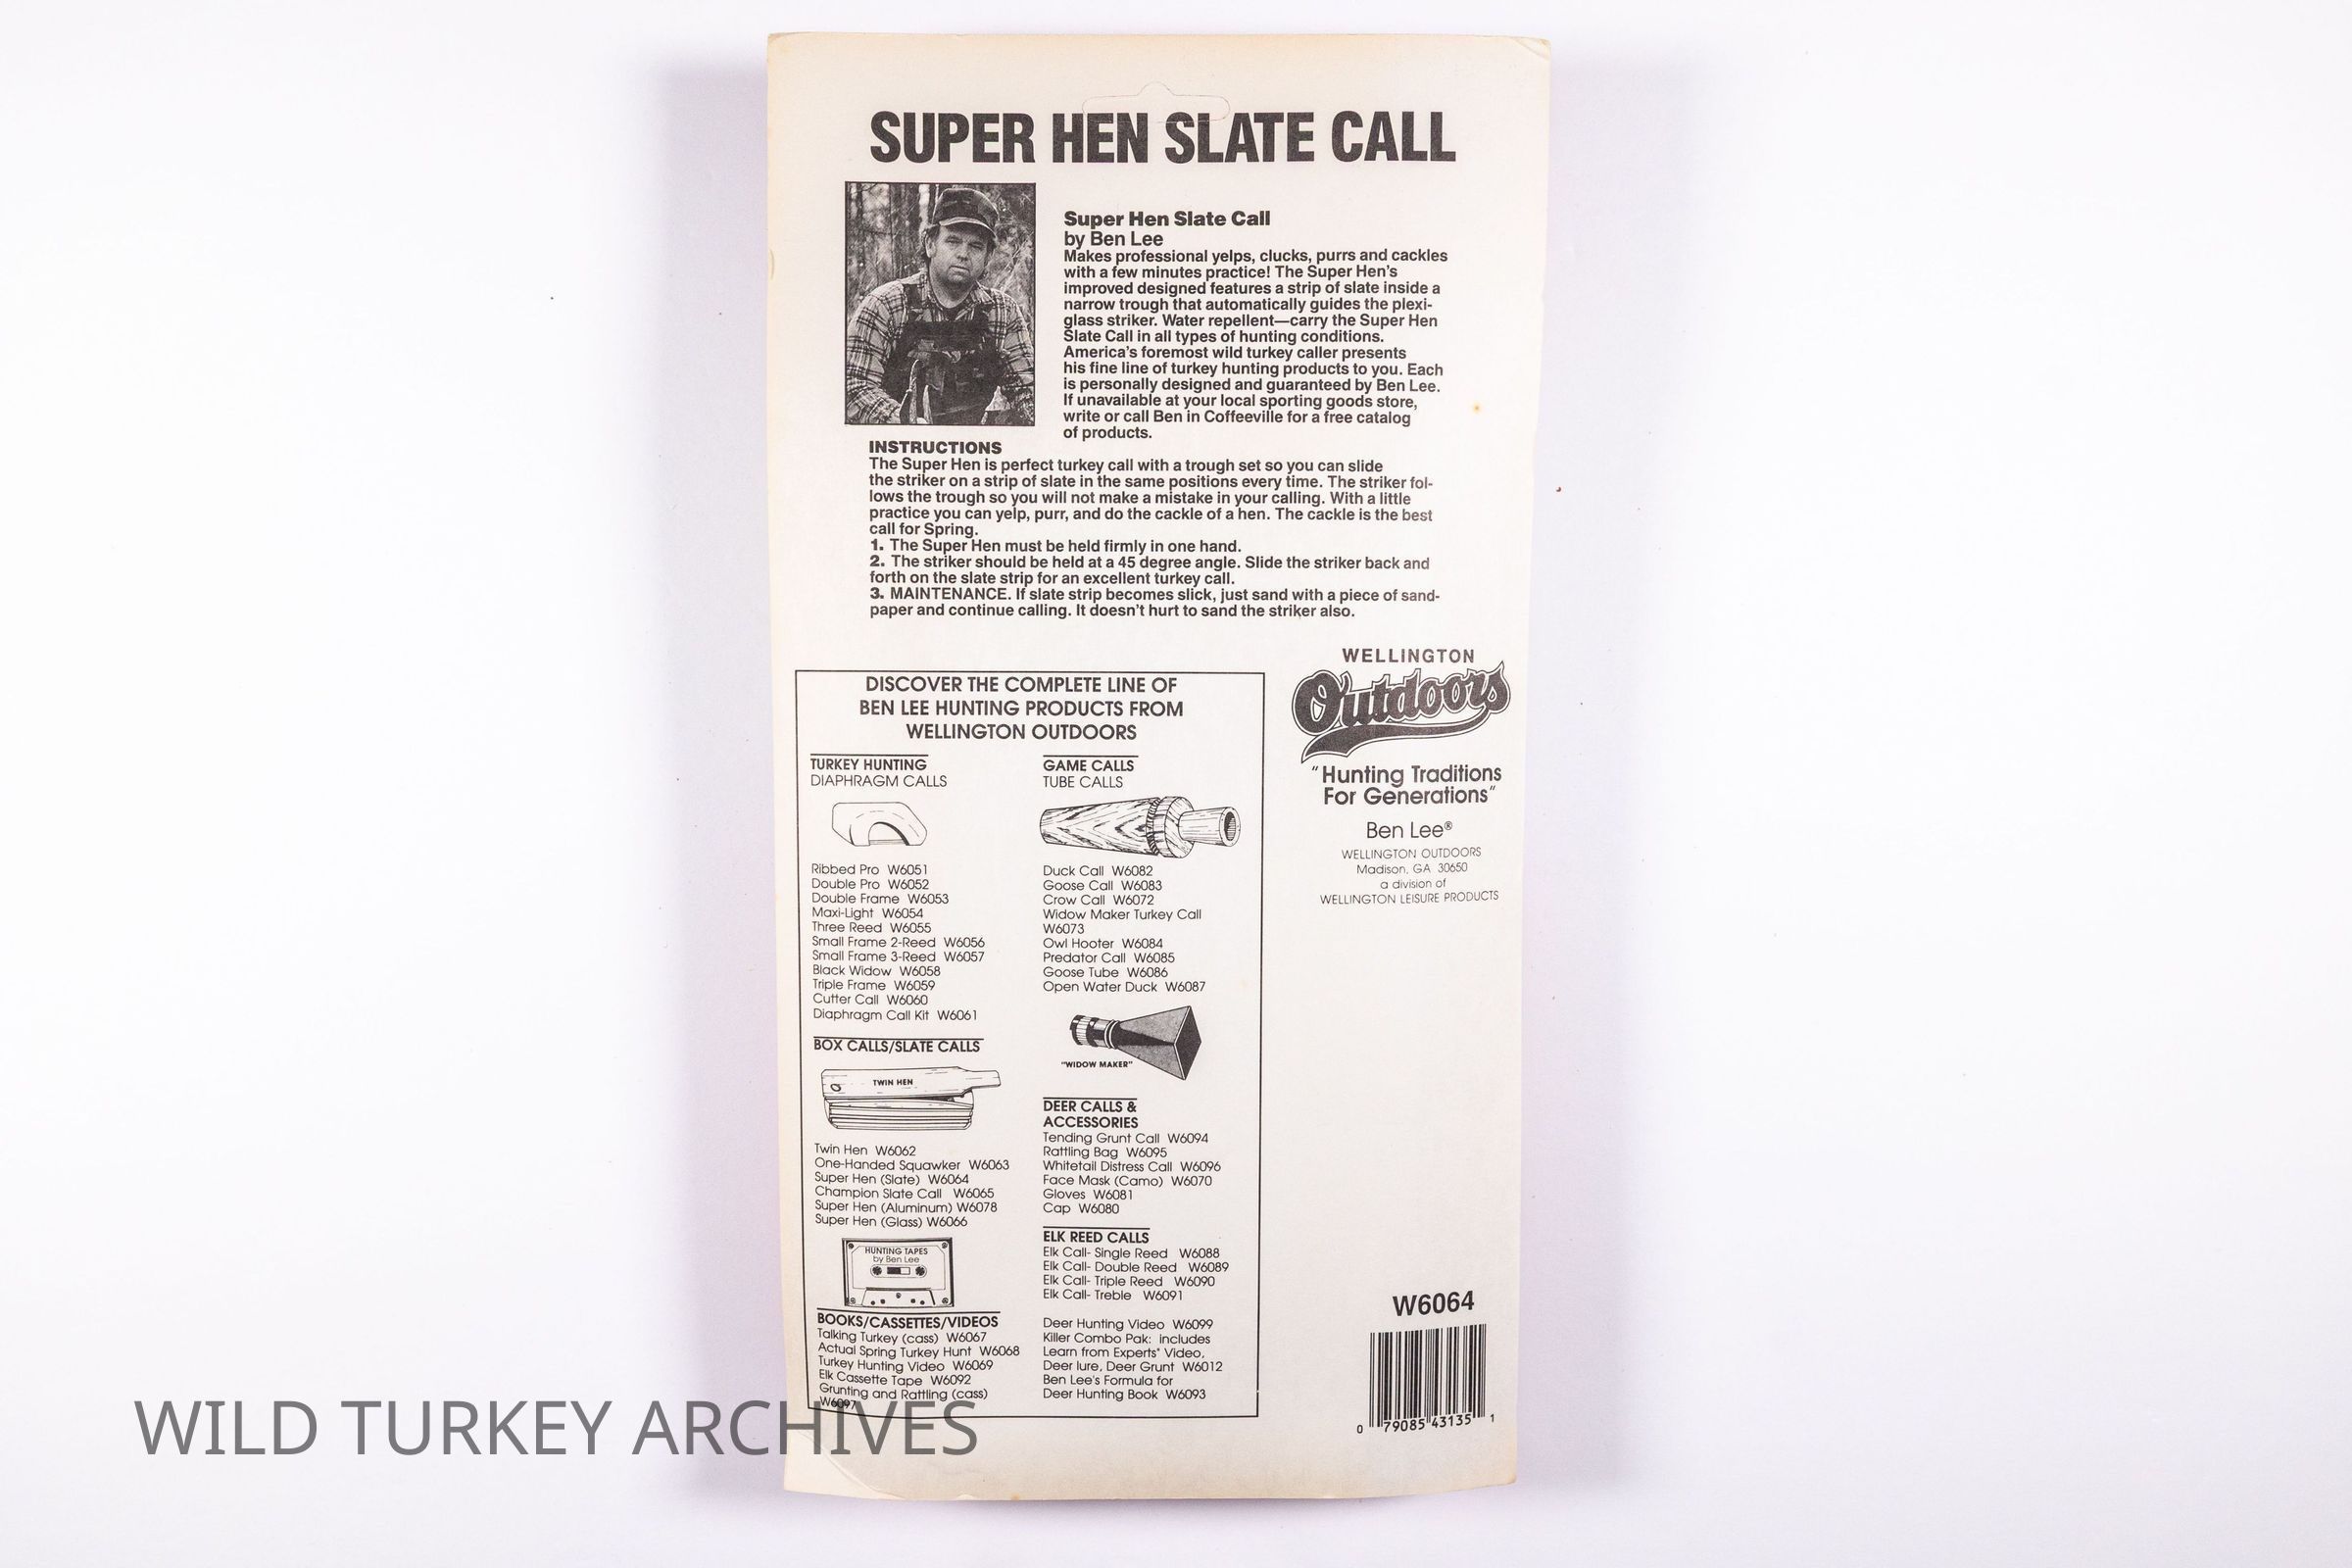 SUPER HEN SLATE CALL
Super Hen Slate Call
by Ben Lee
Makes professional yelps, clucks, purrs and cackles
with a few minutes practice! The Super Hen's
improved designed features a strip of slate inside a
narrow trough that automatically guides the plexi-
glass striker. Water repellent—carry the Super Hen
Slate Call in all types of hunting conditions.
America's foremost wild turkey caller presents
his fine line of turkey hunting products to you. Each
is personally designed and guaranteed by Ben Lee.
If unavailable at your local sporting goods store,
write or call Ben in Coffeeville for a free catalog
of products.
INSTRUCTIONS
The Super Hen is perfect turkey call with a trough set so you can slide
the striker on a strip of slate in the same positions every time. The striker fol-
lows the trough so you will not make a mistake in your calling. With a little
practice you can yelp, purr, and do the cackle of a hen. The cackle is the best
call for Spring.
1. The Super Hen must be held firmly in one hand.
2. The striker should be held at a 45 degree angle. Slide the striker back and
forth on the slate strip for an excellent turkey call.
3. MAINTENANCE. If slate strip becomes slick, just sand with a piece of sand-
paper and continue calling. It doesn't hurt to sand the striker also.
DISCOVER THE COMPLETE LINE OF
BEN LEE HUNTING PRODUCTS FROM
WELLINGTON OUTDOORS
TURKEY HUNTING
DIAPHRAGM CALLS
Ribbed Pro W6051
Double Pro W6052
Double Frame W6053
Maxi-Light W6054
Three Reed W6055
Small Frame 2-Reed W6056
Small Frame 3-Reed W6057
Black Widow W6058
Triple Frame W6059
Cutter Call W6060
Diaphragm Call Kit W6061
BOX CALLS/SLATE CALLS
TWIN HEN
Twin Hen W6062
One-Handed Squawker W6063
Super Hen (Slate) W6064
Champion Slate Call W6065
Super Hen (Aluminum) W6078
Super Hen (Glass) W6066
HUNTING TAPES
by Ben Lee
BOOKS/CASSETTES/VIDEOS
Talking Turkey (cass) W6067
Actual Spring Turkey Hunt W6068
Turkey Hunting Video W6069
Elk Cassette Tape W6092
Grunting and Rattling (cass)
W6097
GAME CALLS
TUBE CALLS
Duck Call W6082
Goose Call W6083
Crow Call W6072
Widow Maker Turkey Call
W6073
Owl Hooter W6084
Predator Call W6085
Goose Tube W6086
Open Water Duck W6087
"WIDOW MAKER"
DEER CALLS &
ACCESSORIES
Tending Grunt Call W6094
Rattling Bag W6095
Whitetail Distress Call W6096
Face Mask (Camo) W6070
Gloves W6081
Cap W6080
ELK REED CALLS
Elk Call- Single Reed W6088
Elk Call- Double Reed W6089
Elk Call- Triple Reed W6090
Elk Call- Treble W6091
Deer Hunting Video W6099
Killer Combo Pak: includes
Learn from Experts' Video,
Deer lure, Deer Grunt W6012
Ben Lee's Formula for
Deer Hunting Book W6093
WELLINGTON
Outdoors
"Hunting Traditions
For Generations"
Ben Lee®
WELLINGTON OUTDOORS
Madison, GA 30650
a division of
WELLINGTON LEISURE PRODUCTS
W6064
0 79085 43135 1
WILD TURKEY ARCHIVES